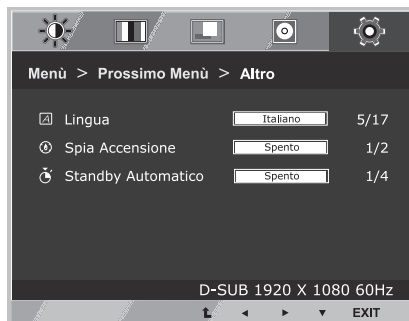 Menù > Prossimo Menù > Altro
Lingua Italiano 5/17
Spia Accensione Spento 1/2
Standby Automatico Spento 1/4
D-SUB 1920 X 1080 60Hz
EXIT